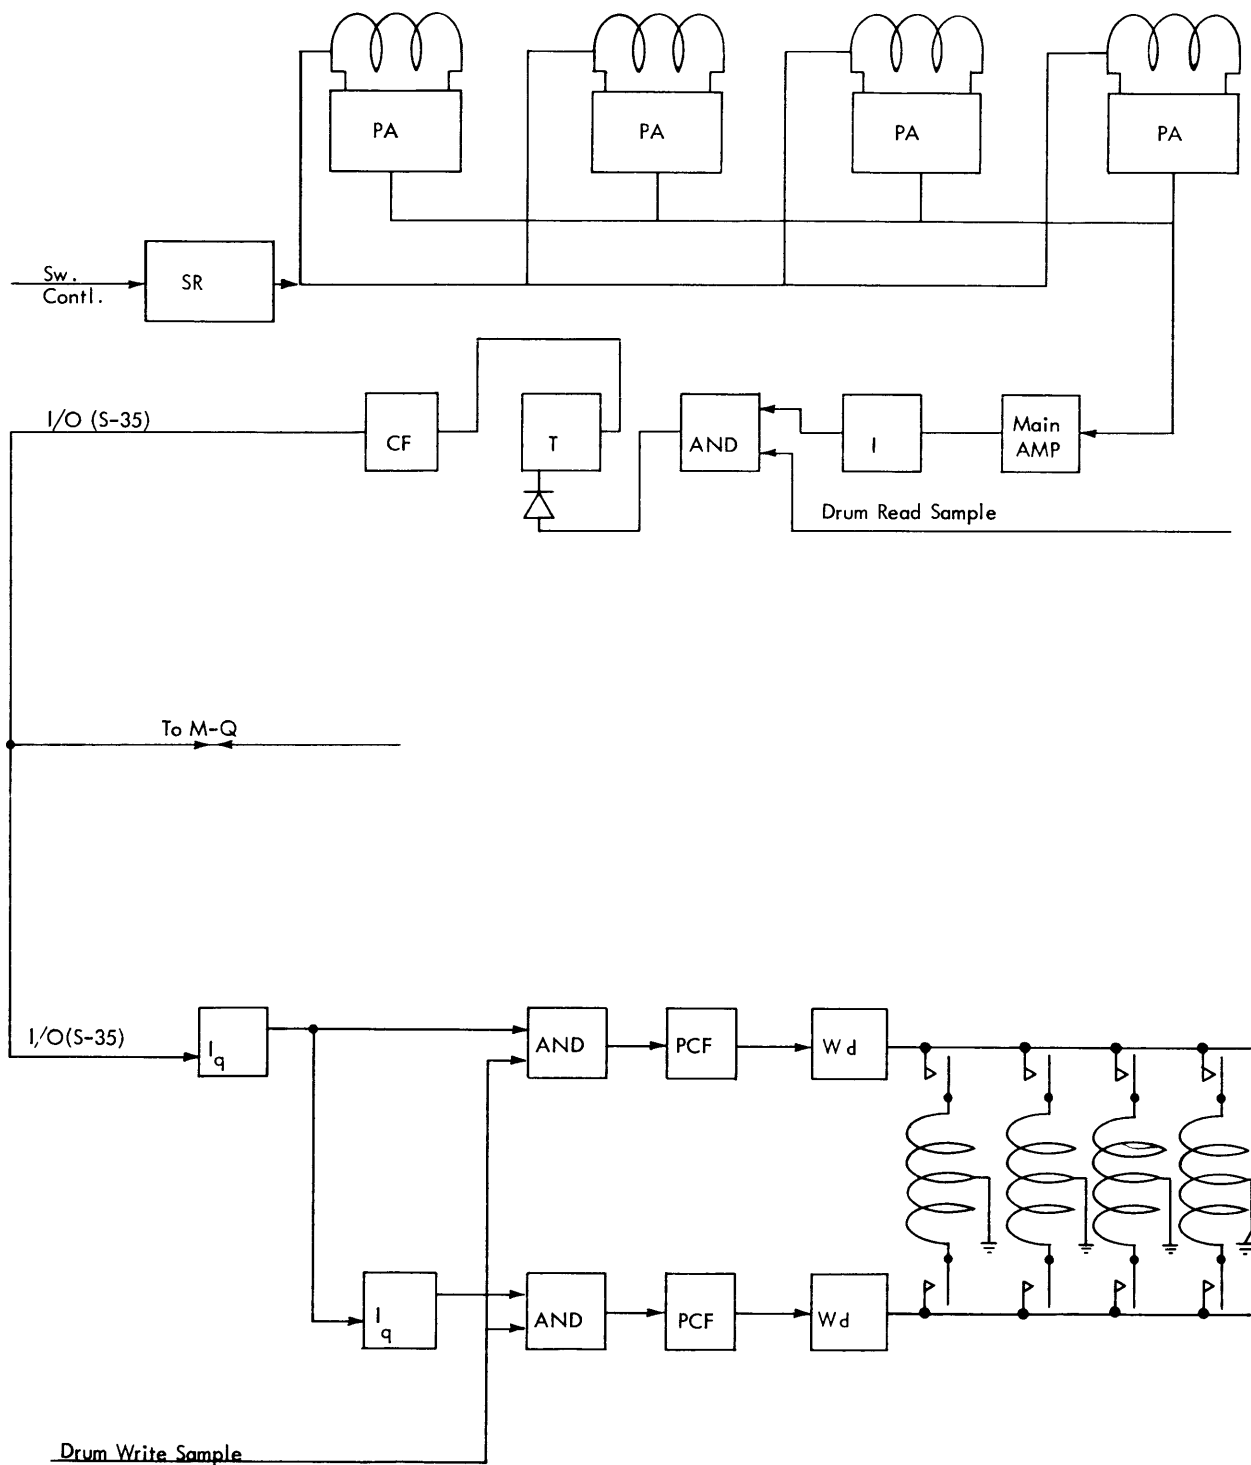 PA
PA
PA
PA
Sw.
Contl.
SR
I/O (S-35)
CF
T
AND
I
Main
AMP
Drum Read Sample
To M-Q
I/O(S-35)
Iq
AND
PCF
Wd
Iq
AND
PCF
Wd
Drum Write Sample